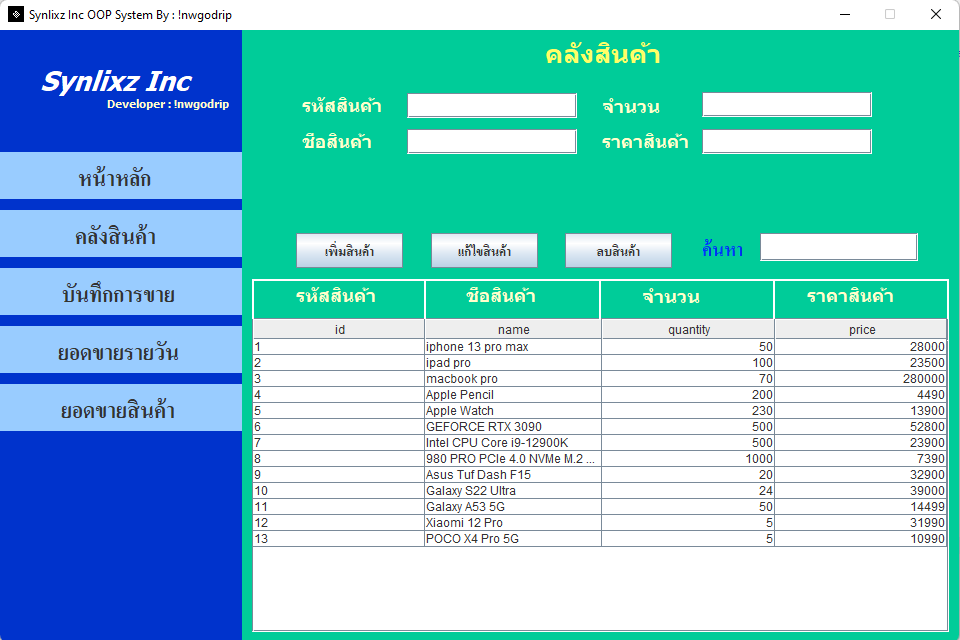 Synlixz Inc OOP System By : !nwgodrip
Synlixz Inc
Developer : !nwgodrip
หน้าหลัก
คลังสินค้า
บันทึกการขาย
ยอดขายรายวัน
ยอดขายสินค้า
คลังสินค้า
รหัสสินค้า จำนวน
ชื่อสินค้า ราคาสินค้า
เพิ่มสินค้า แก้ไขสินค้า ลบสินค้า ค้นหา
รหัสสินค้า ชื่อสินค้า จำนวน ราคาสินค้า
id name quantity price
1 iphone 13 pro max 50 28000
2 ipad pro 100 23500
3 macbook pro 70 280000
4 Apple Pencil 200 4490
5 Apple Watch 230 13900
6 GEFORCE RTX 3090 500 52800
7 Intel CPU Core i9-12900K 500 23900
8 980 PRO PCIe 4.0 NVMe M.2 ... 1000 7390
9 Asus Tuf Dash F15 20 32900
10 Galaxy S22 Ultra 24 39000
11 Galaxy A53 5G 50 14499
12 Xiaomi 12 Pro 5 31990
13 POCO X4 Pro 5G 5 10990